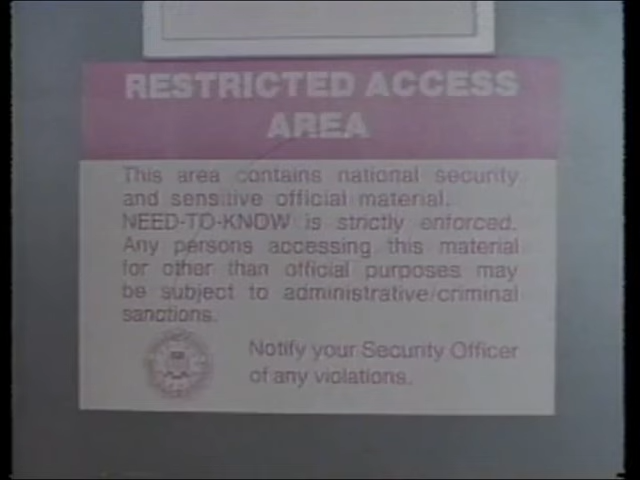 RESTRICTED ACCESS
AREA
This area contains national security
and sensitive official material.
NEED-TO-KNOW is strictly enforced.
Any persons accessing this material
for other than official purposes may
be subject to administrative/criminal
sanctions.
Notify your Security Officer
of any violations.